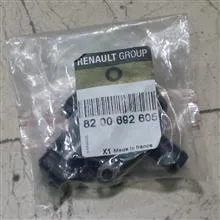 RENAULT GROUP
82 00 692 605
X1 Made in france